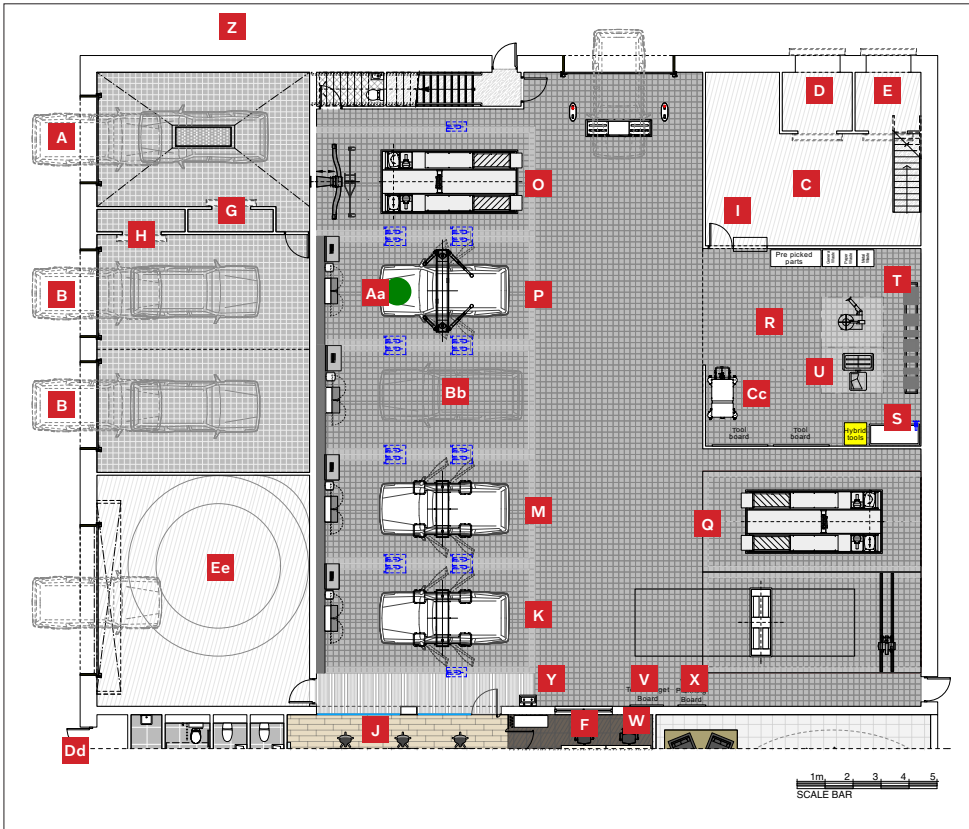 Z
A
D
E
O
C
G
I
H
Pre picked
parts
T
B
Aa
P
R
U
B
Bb
Cc
S
Tool
board
Tool
board
Hybrid
tools
M
Q
Ee
K
Y
V
X
Board
Board
J
F
W
Dd
1m
2
3
4
5
SCALE BAR